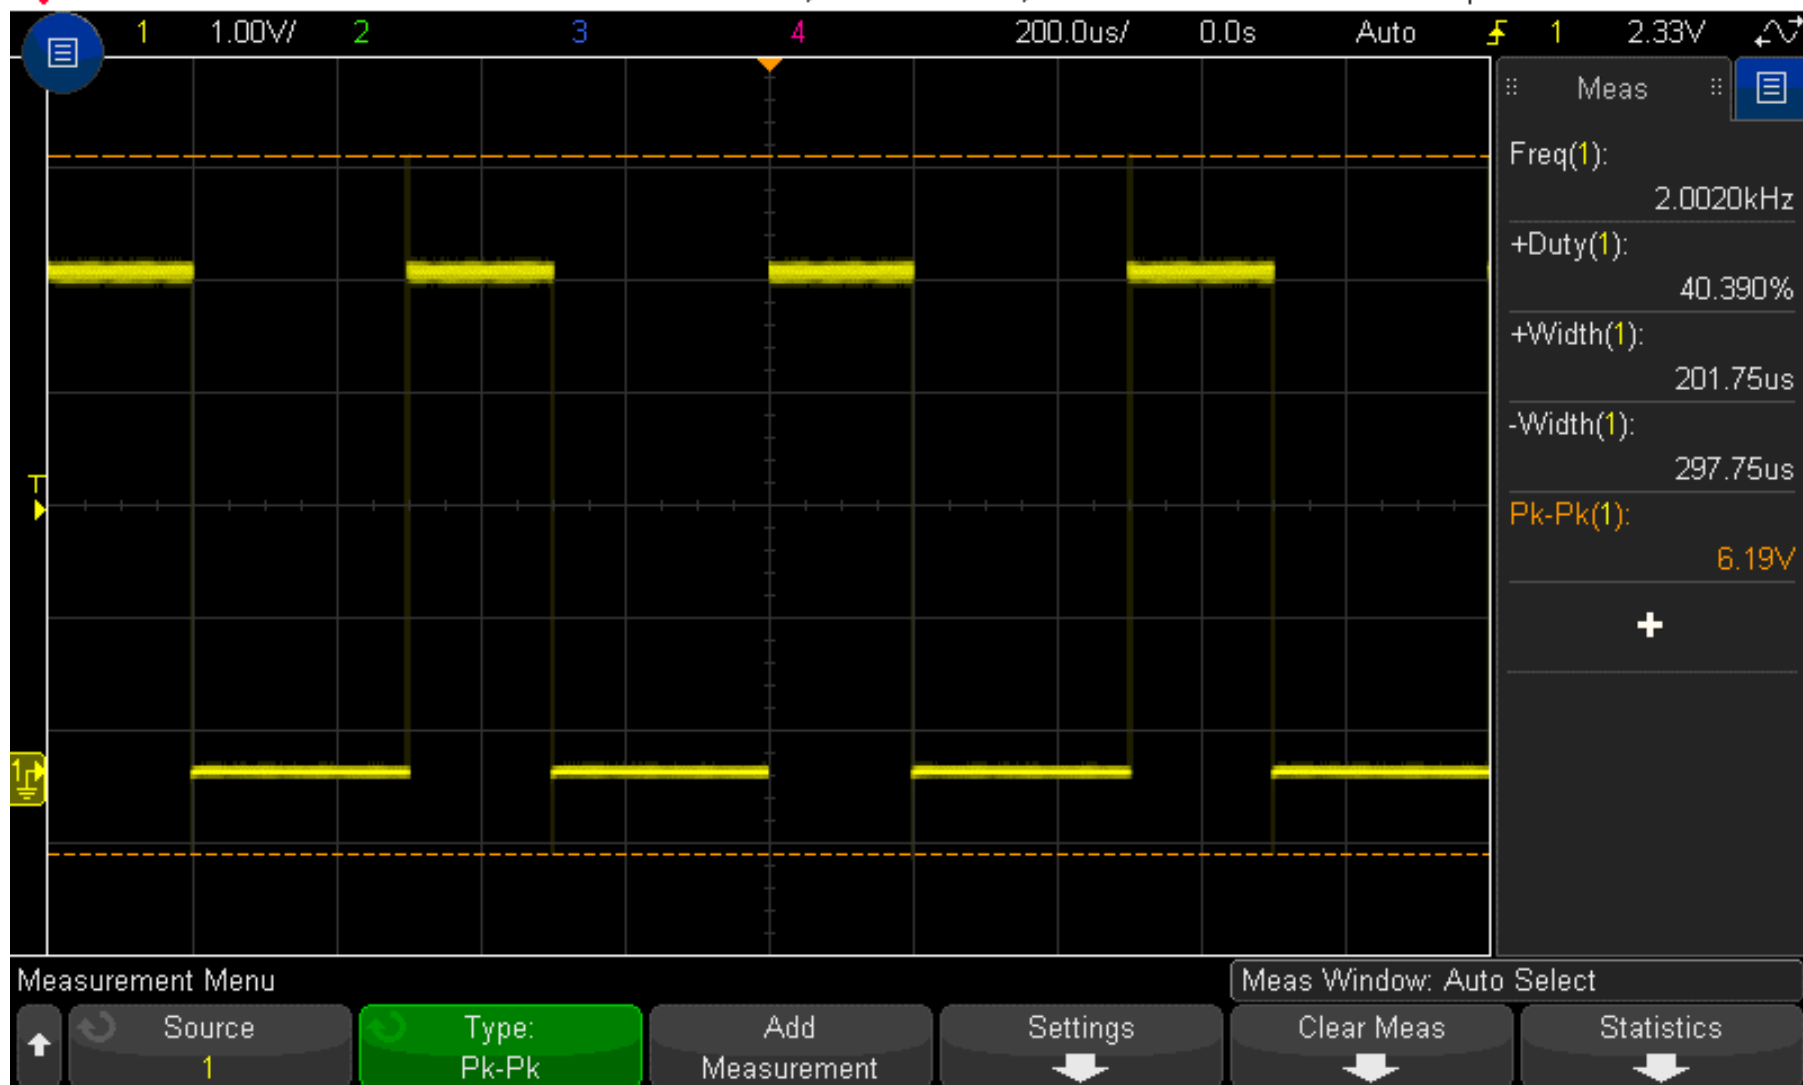 1 1.00V/ 2 3 4 200.0us/ 0.0s Auto 1 2.33V
Meas
Freq(1):
2.0020kHz
+Duty(1):
40.390%
+Width(1):
201.75us
-Width(1):
297.75us
Pk-Pk(1):
6.19V
+
T
1
Measurement Menu
Meas Window: Auto Select
Source
1
Type:
Pk-Pk
Add
Measurement
Settings
Clear Meas
Statistics